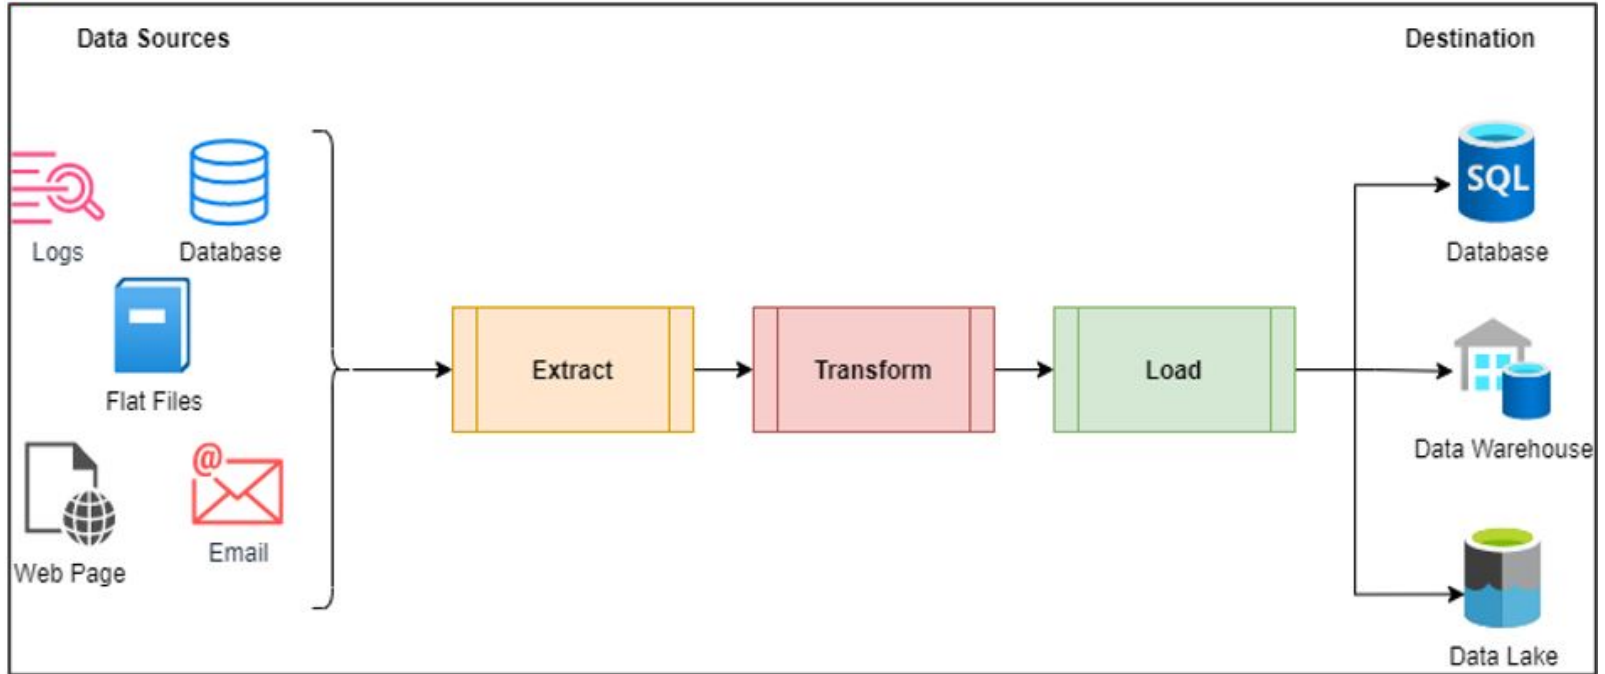 Data Sources
Destination
Logs
Database
Flat Files
Web Page
@
Email
Extract
Transform
Load
SQL
Database
Data Warehouse
Data Lake